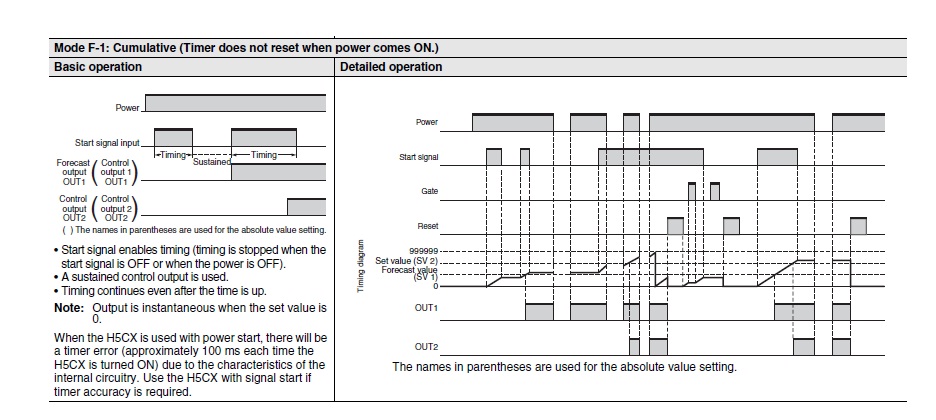 Mode F-1: Cumulative (Timer does not reset when power comes ON.)
Basic operation
Detailed operation
Power
Start signal input
Timing
Sustained
Timing
Forecast output OUT1 (Control output 1 OUT1)
Control output OUT2 (Control output 2 OUT2)
( ) The names in parentheses are used for the absolute value setting.
• Start signal enables timing (timing is stopped when the
start signal is OFF or when the power is OFF).
• A sustained control output is used.
• Timing continues even after the time is up.
Note: Output is instantaneous when the set value is
0.
When the H5CX is used with power start, there will be
a timer error (approximately 100 ms each time the
H5CX is turned ON) due to the characteristics of the
internal circuitry. Use the H5CX with signal start if
timer accuracy is required.
Power
Start signal
Gate
Reset
Timing diagram
999999
Set value (SV 2)
Forecast value
(SV 1)
0
OUT1
OUT2
The names in parentheses are used for the absolute value setting.